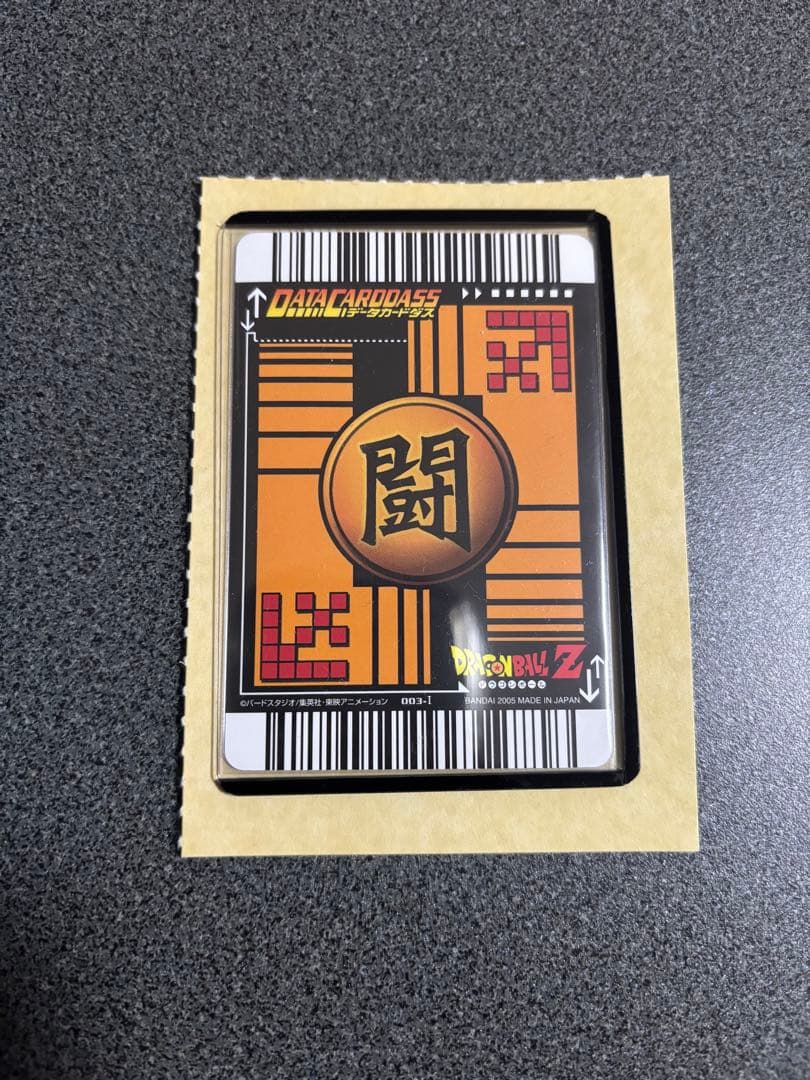 DATA CARDDASS
データカードダス
闘
DRAGON BALL Z
ドラゴンボール
©バードスタジオ/集英社・東映アニメーション
003-I
BANDAI 2005 MADE IN JAPAN